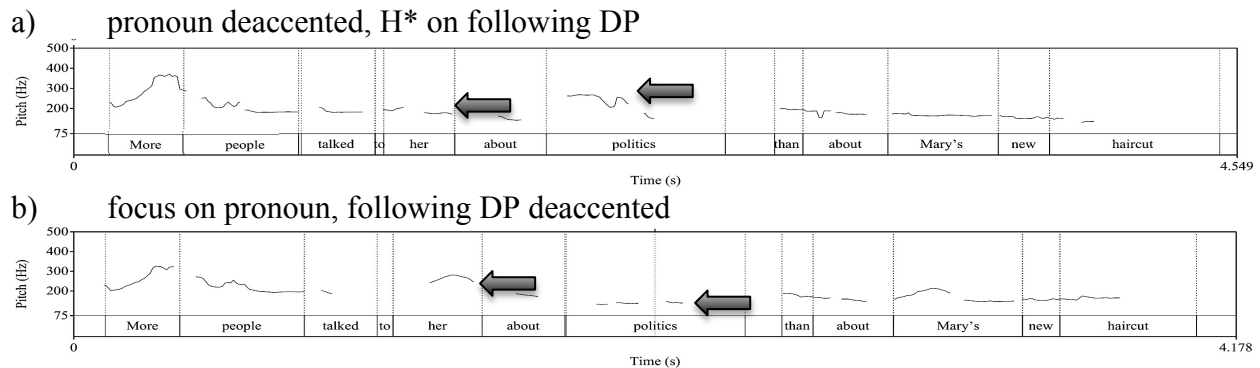 a) pronoun deaccented, H* on following DP
500
400
300
200
75
Pitch (Hz)
More people talked to her about politics than about Mary's new haircut
0 4.549
Time (s)
b) focus on pronoun, following DP deaccented
500
400
300
200
75
Pitch (Hz)
More people talked to her about politics than about Mary's new haircut
0 4.178
Time (s)